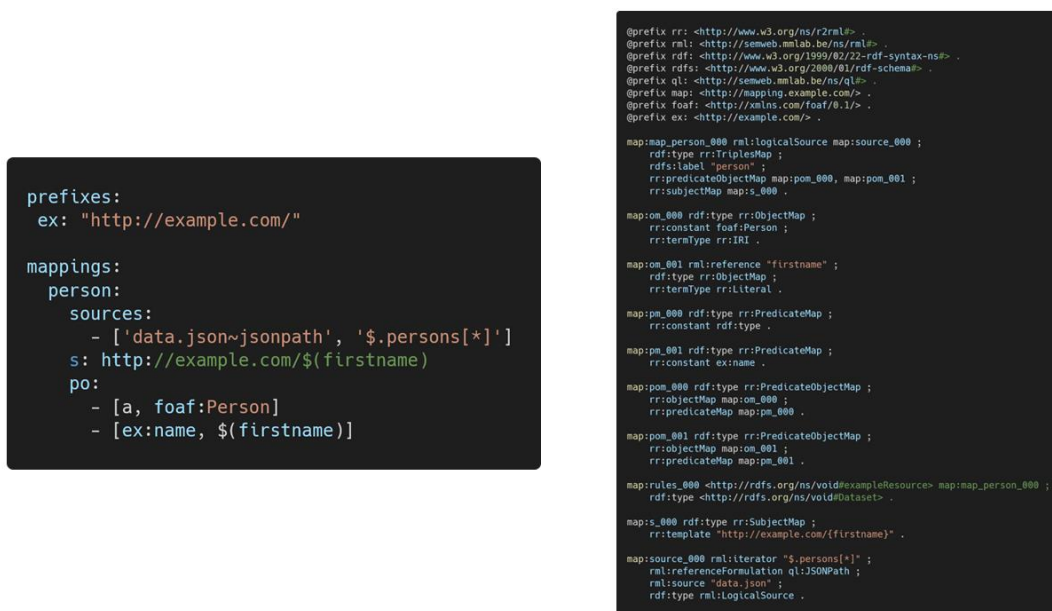 prefixes:
 ex: "http://example.com/"

mappings:
  person:
    sources:
      - ['data.json~jsonpath', '$.persons[*]']
    s: http://example.com/$(firstname)
    po:
      - [a, foaf:Person]
      - [ex:name, $(firstname)]

@prefix rr: <http://www.w3.org/ns/r2rml#> .
@prefix rml: <http://semweb.mmlab.be/ns/rml#> .
@prefix rdf: <http://www.w3.org/1999/02/22-rdf-syntax-ns#> .
@prefix rdfs: <http://www.w3.org/2000/01/rdf-schema#> .
@prefix ql: <http://semweb.mmlab.be/ns/ql#> .
@prefix map: <http://mapping.example.com/> .
@prefix foaf: <http://xmlns.com/foaf/0.1/> .
@prefix ex: <http://example.com/> .

map:map_person_000 rml:logicalSource map:source_000 ;
    rdf:type rr:TriplesMap ;
    rdfs:label "person" ;
    rr:predicateObjectMap map:pom_000, map:pom_001 ;
    rr:subjectMap map:s_000 .

map:om_000 rdf:type rr:ObjectMap ;
    rr:constant foaf:Person ;
    rr:termType rr:IRI .

map:om_001 rml:reference "firstname" ;
    rdf:type rr:ObjectMap ;
    rr:termType rr:Literal .

map:pm_000 rdf:type rr:PredicateMap ;
    rr:constant rdf:type .

map:pm_001 rdf:type rr:PredicateMap ;
    rr:constant ex:name .

map:pom_000 rdf:type rr:PredicateObjectMap ;
    rr:objectMap map:om_000 ;
    rr:predicateMap map:pm_000 .

map:pom_001 rdf:type rr:PredicateObjectMap ;
    rr:objectMap map:om_001 ;
    rr:predicateMap map:pm_001 .

map:rules_000 <http://rdfs.org/ns/void#exampleResource> map:map_person_000 ;
    rdf:type <http://rdfs.org/ns/void#Dataset> .

map:s_000 rdf:type rr:SubjectMap ;
    rr:template "http://example.com/{firstname}" .

map:source_000 rml:iterator "$.persons[*]" ;
    rml:referenceFormulation ql:JSONPath ;
    rml:source "data.json" ;
    rdf:type rml:LogicalSource .